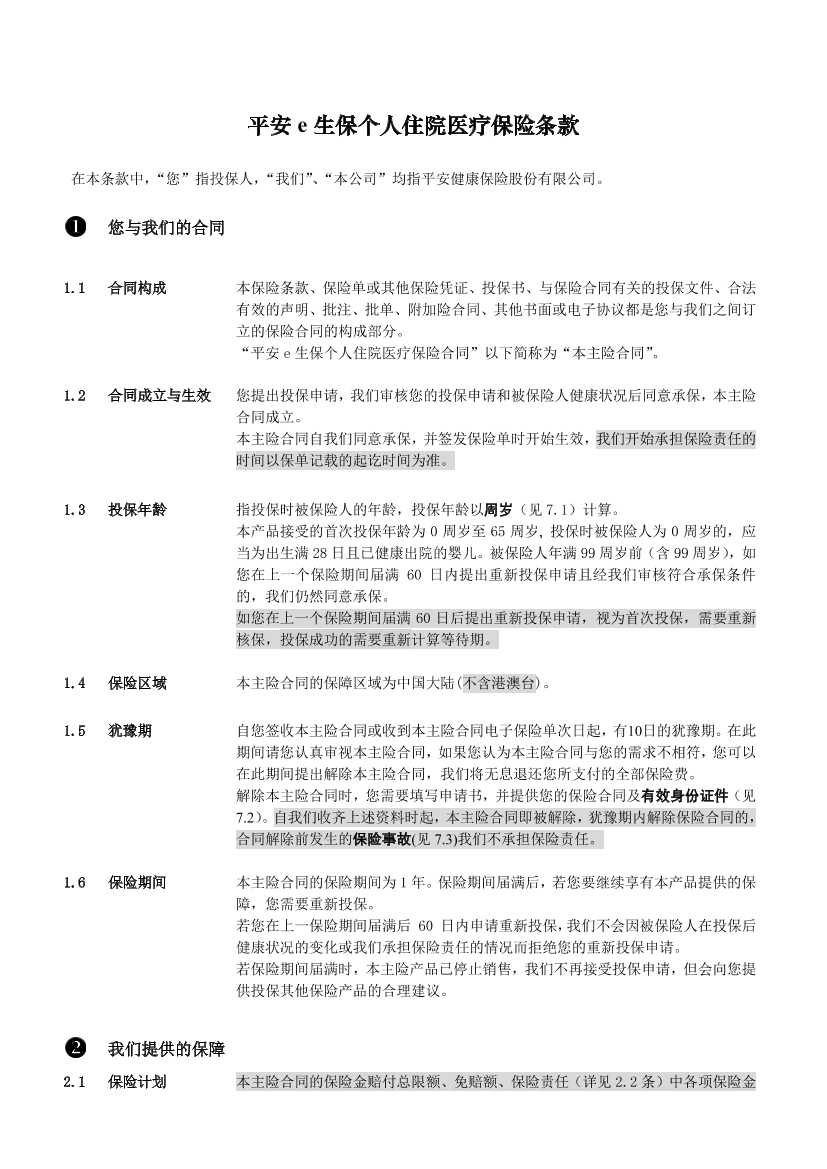 平安 e 生保个人住院医疗保险条款
在本条款中，“您”指投保人，“我们”、“本公司”均指平安健康保险股份有限公司。
❶ 您与我们的合同
1.1 合同构成 本保险条款、保险单或其他保险凭证、投保书、与保险合同有关的投保文件、合法
有效的声明、批注、批单、附加险合同、其他书面或电子协议都是您与我们之间订
立的保险合同的构成部分。
“平安 e 生保个人住院医疗保险合同”以下简称为“本主险合同”。
1.2 合同成立与生效 您提出投保申请，我们审核您的投保申请和被保险人健康状况后同意承保，本主险
合同成立。
本主险合同自我们同意承保，并签发保险单时开始生效，我们开始承担保险责任的
时间以保单记载的起讫时间为准。
1.3 投保年龄 指投保时被保险人的年龄，投保年龄以周岁（见 7.1）计算。
本产品接受的首次投保年龄为 0 周岁至 65 周岁, 投保时被保险人为 0 周岁的，应
当为出生满 28 日且已健康出院的婴儿。被保险人年满 99 周岁前（含 99 周岁），如
您在上一个保险期间届满 60 日内提出重新投保申请且经我们审核符合承保条件
的，我们仍然同意承保。
如您在上一个保险期间届满 60 日后提出重新投保申请，视为首次投保，需要重新
核保，投保成功的需要重新计算等待期。
1.4 保险区域 本主险合同的保障区域为中国大陆(不含港澳台)。
1.5 犹豫期 自您签收本主险合同或收到本主险合同电子保险单次日起，有10日的犹豫期。在此
期间请您认真审视本主险合同，如果您认为本主险合同与您的需求不相符，您可以
在此期间提出解除本主险合同，我们将无息退还您所支付的全部保险费。
解除本主险合同时，您需要填写申请书，并提供您的保险合同及有效身份证件（见
7.2）。自我们收齐上述资料时起，本主险合同即被解除，犹豫期内解除保险合同的，
合同解除前发生的保险事故(见 7.3)我们不承担保险责任。
1.6 保险期间 本主险合同的保险期间为 1 年。保险期间届满后，若您要继续享有本产品提供的保
障，您需要重新投保。
若您在上一保险期间届满后 60 日内申请重新投保，我们不会因被保险人在投保后
健康状况的变化或我们承担保险责任的情况而拒绝您的重新投保申请。
若保险期间届满时，本主险产品已停止销售，我们不再接受投保申请，但会向您提
供投保其他保险产品的合理建议。
❷ 我们提供的保障
2.1 保险计划 本主险合同的保险金赔付总限额、免赔额、保险责任（详见 2.2 条）中各项保险金